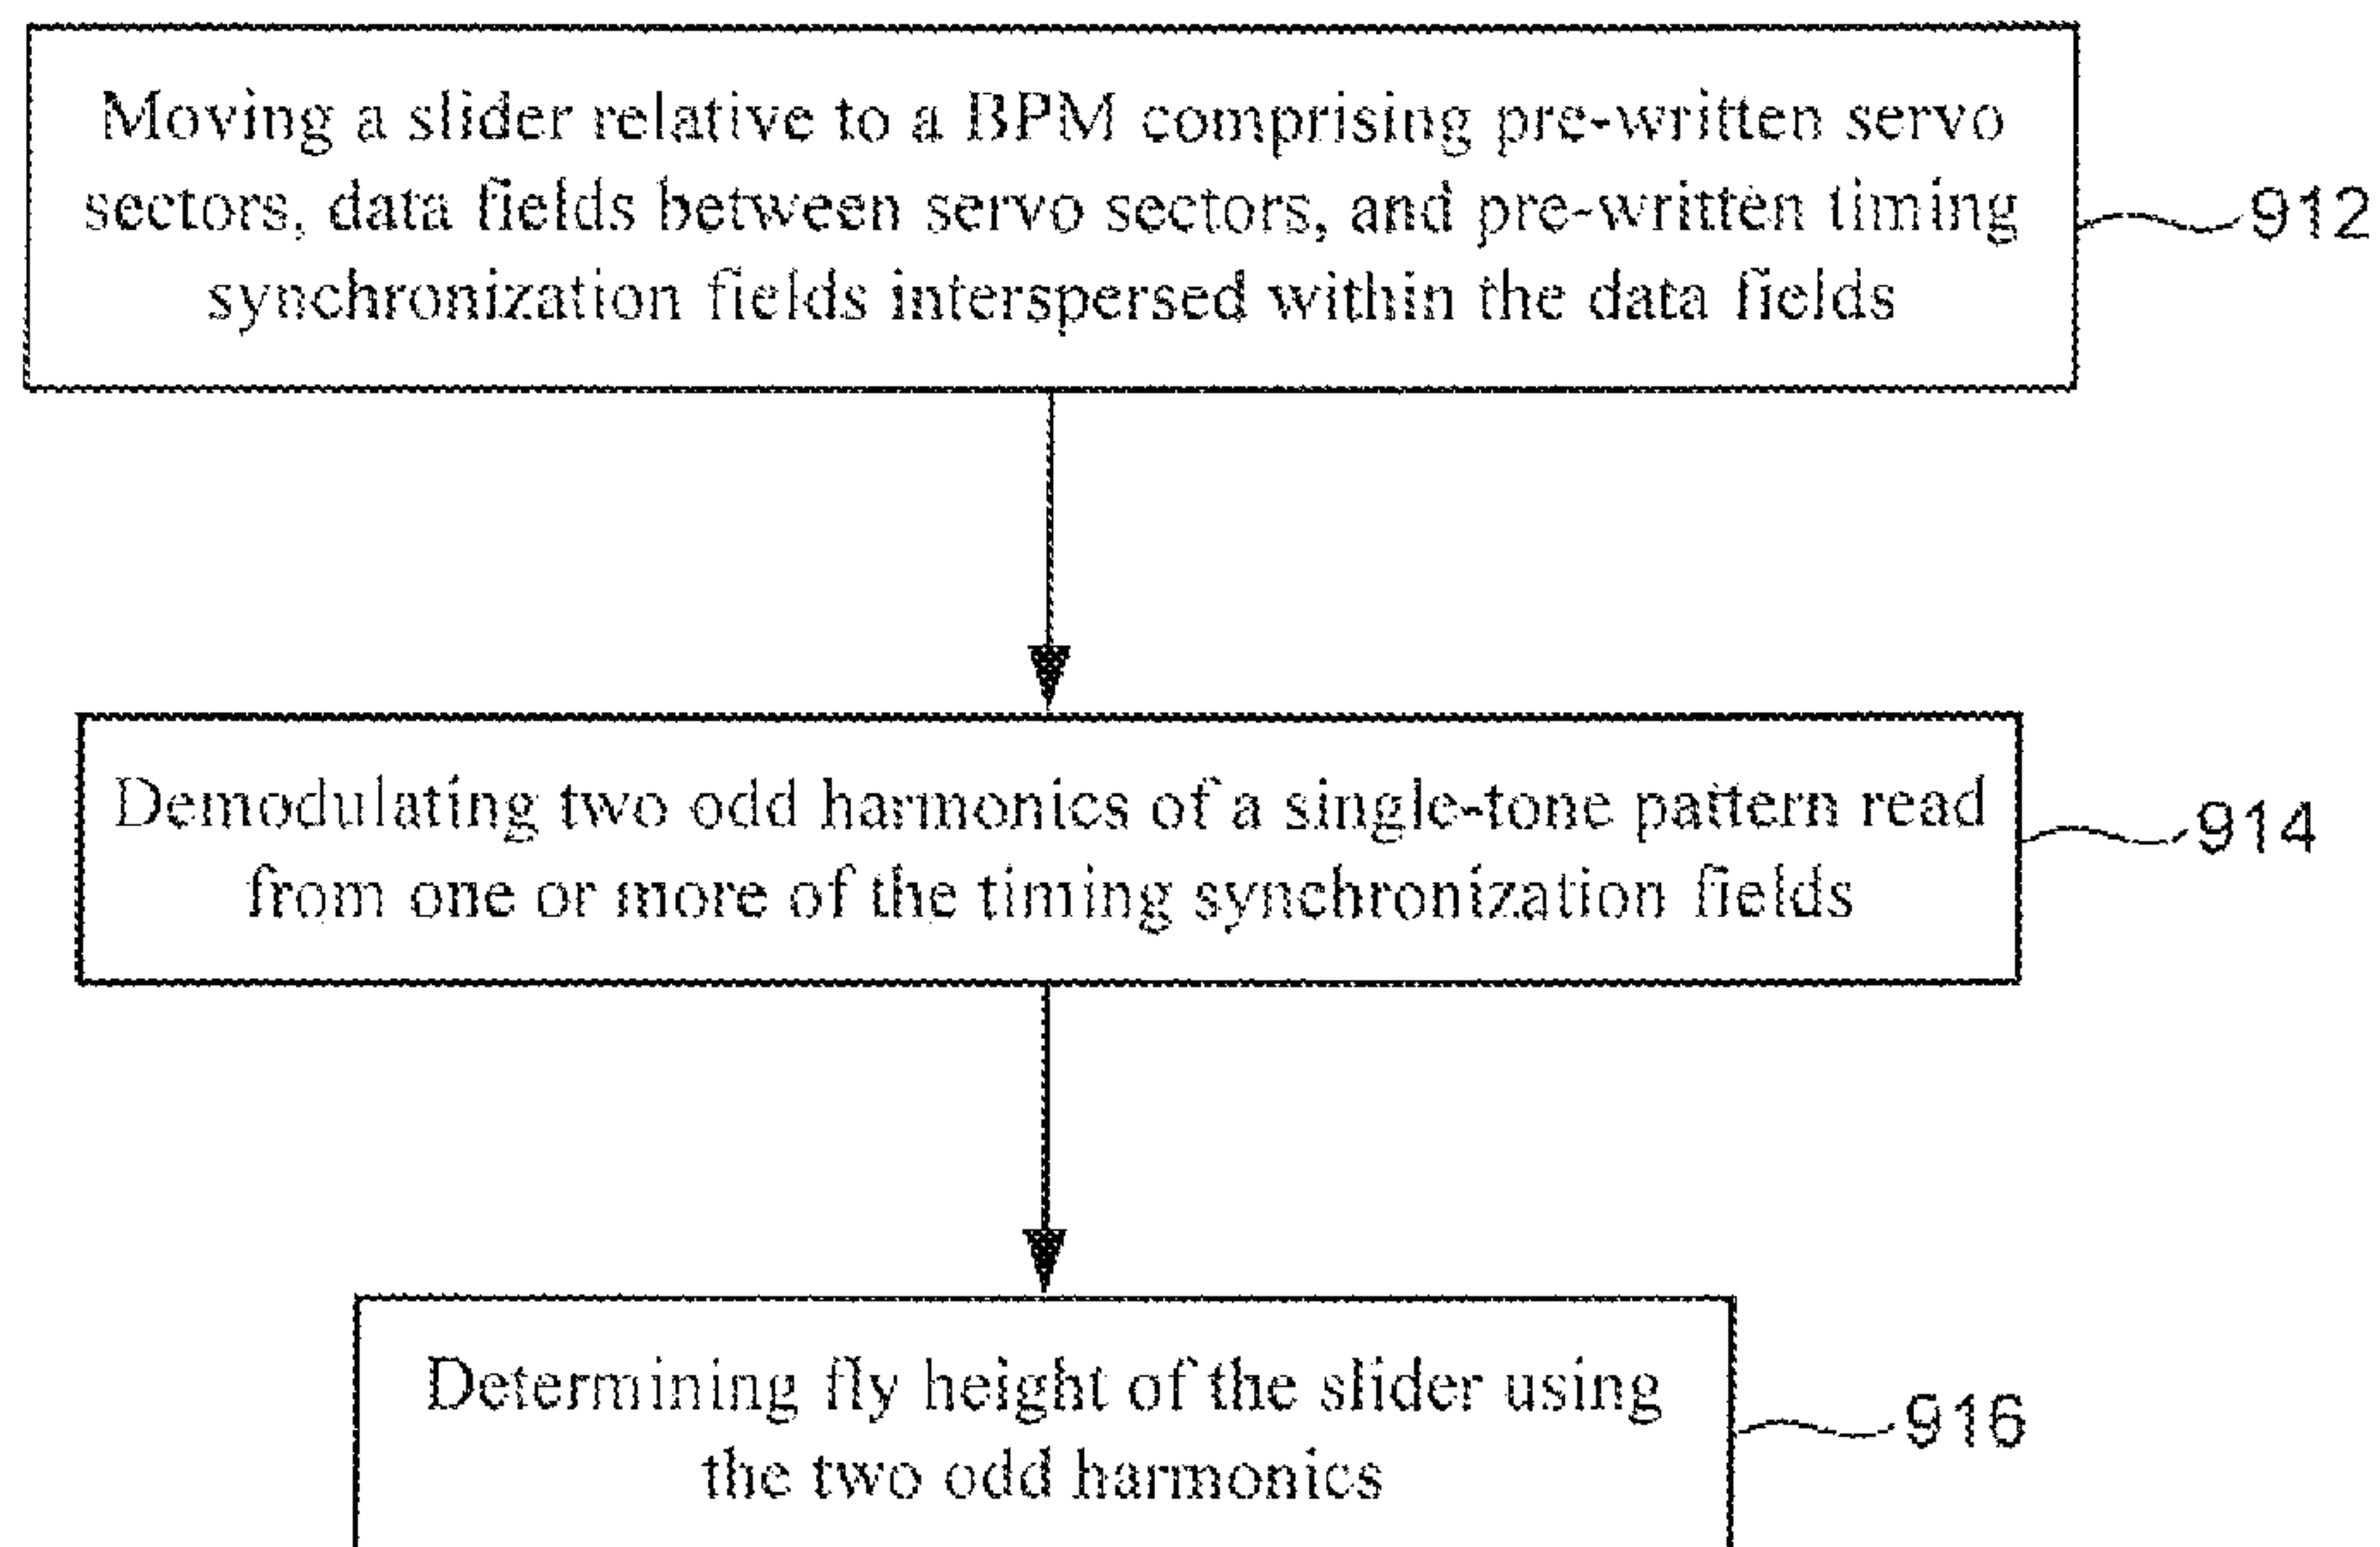 Moving a slider relative to a BPM comprising pre-written servo
sectors, data fields between servo sectors, and pre-written timing
synchronization fields interspersed within the data fields
912
Demodulating two odd harmonics of a single-tone pattern read
from one or more of the timing synchronization fields
914
Determining fly height of the slider using
the two odd harmonics
916